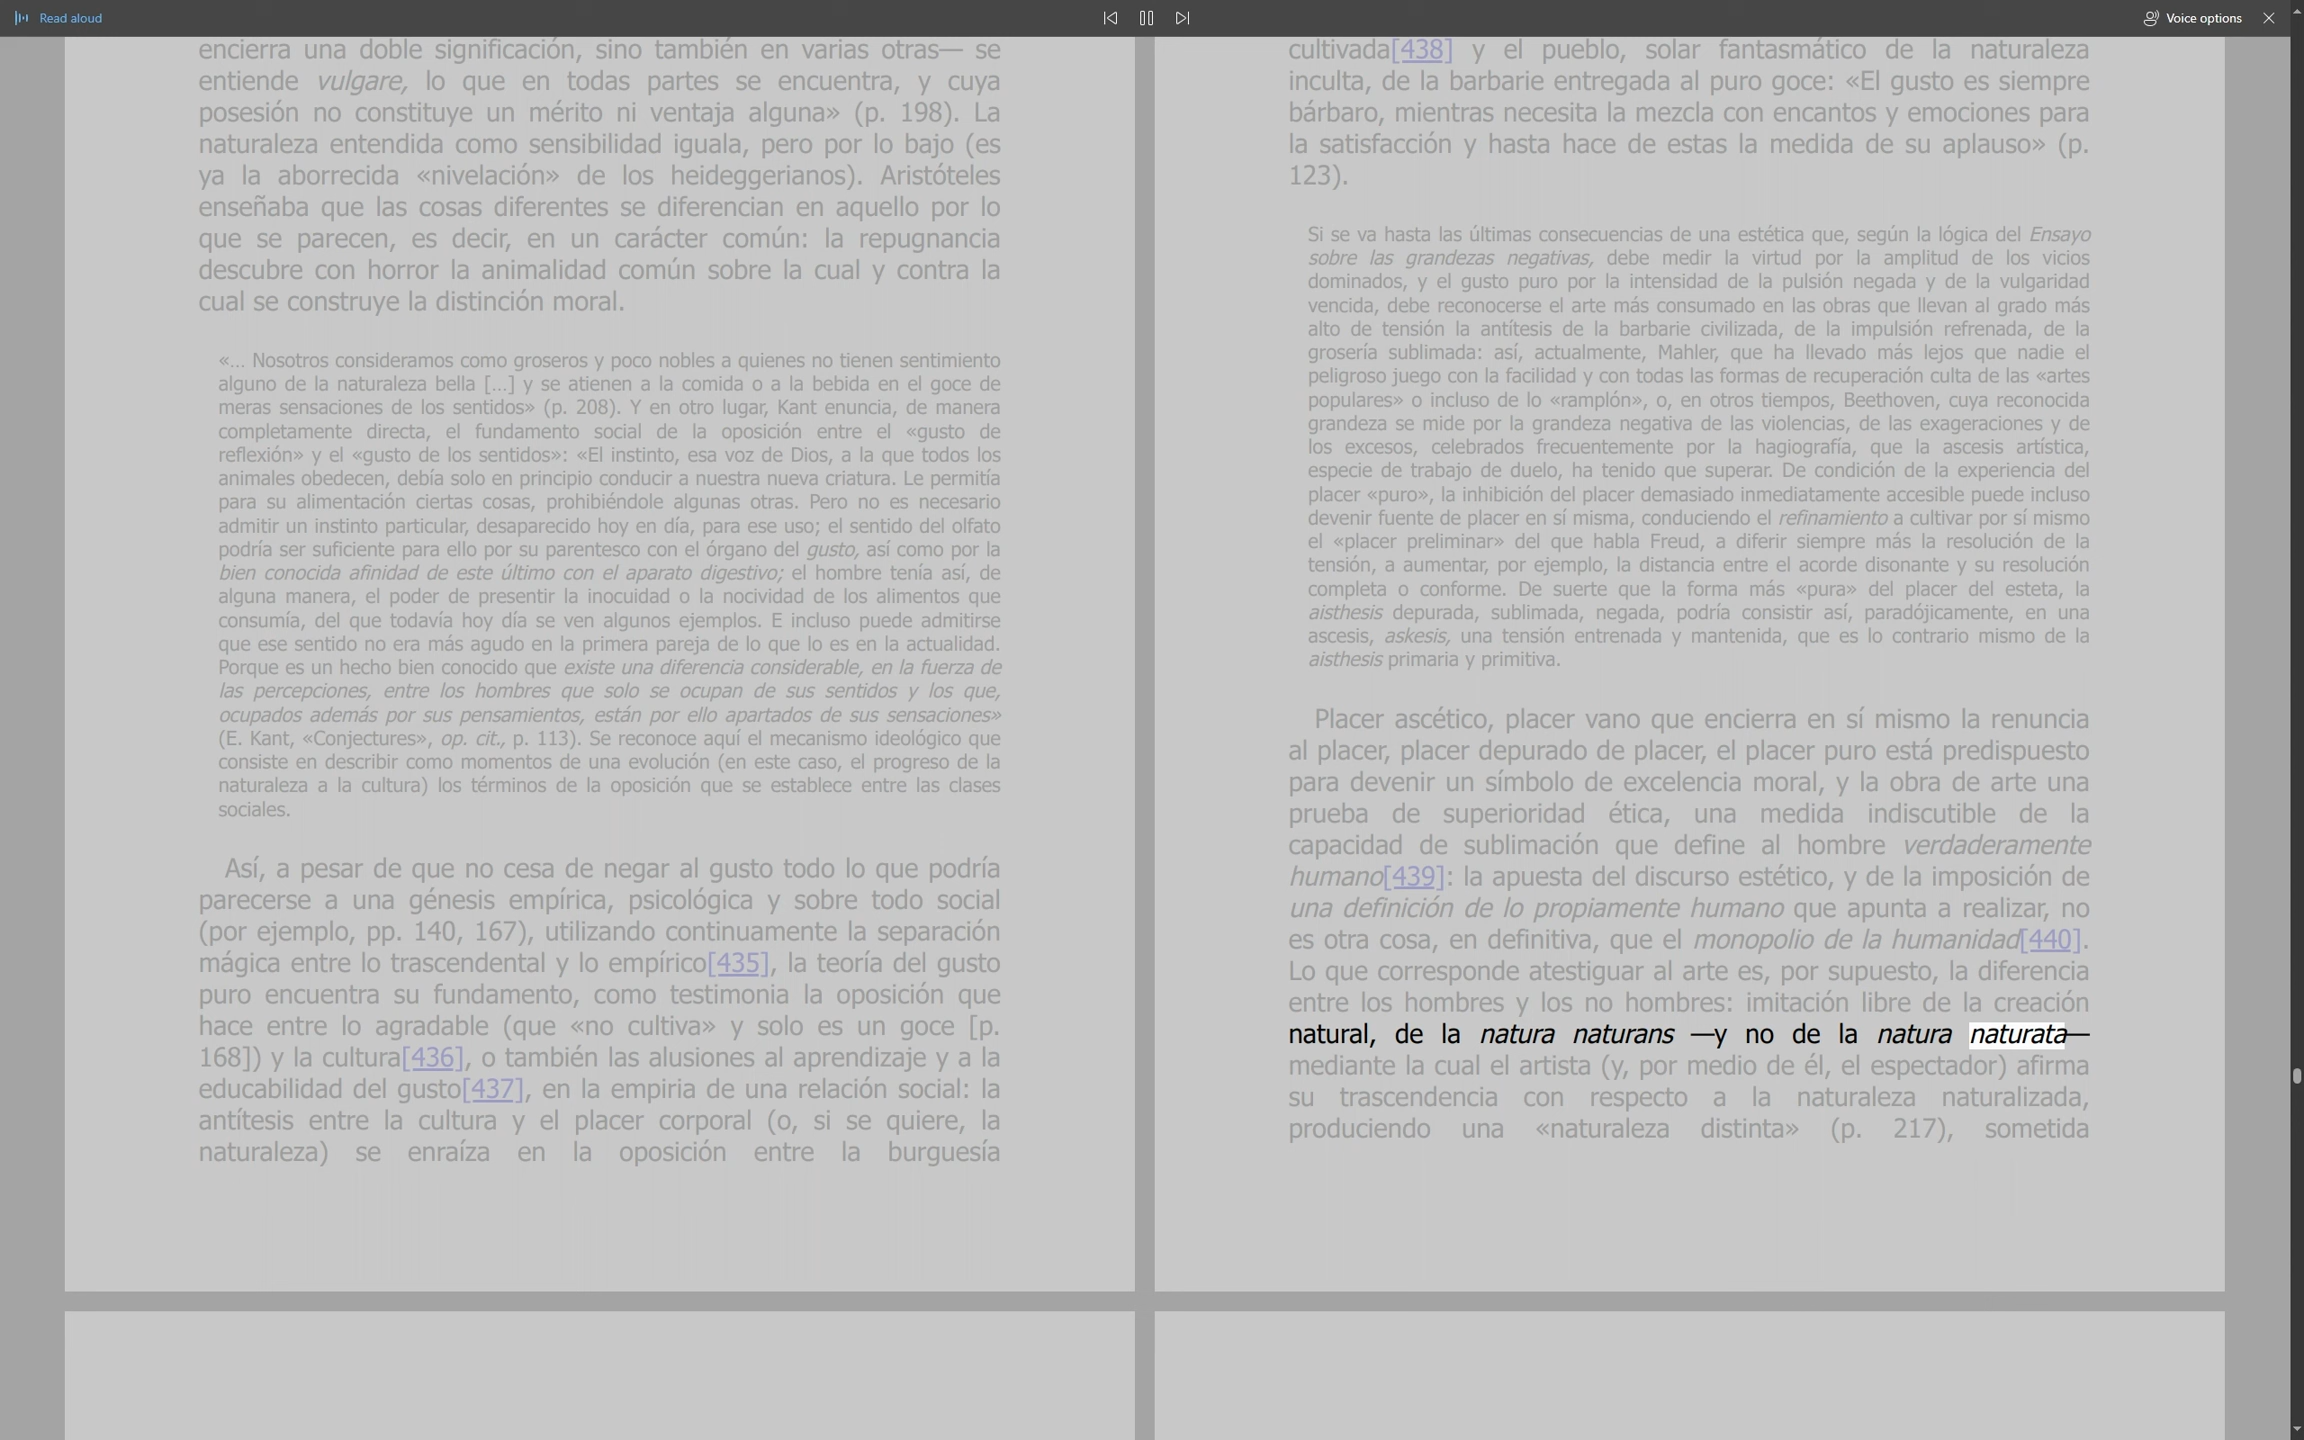 Read aloud
Voice options
encierra una doble significación, sino también en varias otras— se
entiende vulgare, lo que en todas partes se encuentra, y cuya
posesión no constituye un mérito ni ventaja alguna» (p. 198). La
naturaleza entendida como sensibilidad iguala, pero por lo bajo (es
ya la aborrecida «nivelación» de los heideggerianos). Aristóteles
enseñaba que las cosas diferentes se diferencian en aquello por lo
que se parecen, es decir, en un carácter común: la repugnancia
descubre con horror la animalidad común sobre la cual y contra la
cual se construye la distinción moral.
«... Nosotros consideramos como groseros y poco nobles a quienes no tienen sentimiento
alguno de la naturaleza bella [...] y se atienen a la comida o a la bebida en el goce de
meras sensaciones de los sentidos» (p. 208). Y en otro lugar, Kant enuncia, de manera
completamente directa, el fundamento social de la oposición entre el «gusto de
reflexión» y el «gusto de los sentidos»: «El instinto, esa voz de Dios, a la que todos los
animales obedecen, debía solo en principio conducir a nuestra nueva criatura. Le permitía
para su alimentación ciertas cosas, prohibiéndole algunas otras. Pero no es necesario
admitir un instinto particular, desaparecido hoy en día, para ese uso; el sentido del olfato
podría ser suficiente para ello por su parentesco con el órgano del gusto, así como por la
bien conocida afinidad de este último con el aparato digestivo; el hombre tenía así, de
alguna manera, el poder de presentir la inocuidad o la nocividad de los alimentos que
consumía, del que todavía hoy día se ven algunos ejemplos. E incluso puede admitirse
que ese sentido no era más agudo en la primera pareja de lo que lo es en la actualidad.
Porque es un hecho bien conocido que existe una diferencia considerable, en la fuerza de
las percepciones, entre los hombres que solo se ocupan de sus sentidos y los que,
ocupados además por sus pensamientos, están por ello apartados de sus sensaciones»
(E. Kant, «Conjectures», op. cit., p. 113). Se reconoce aquí el mecanismo ideológico que
consiste en describir como momentos de una evolución (en este caso, el progreso de la
naturaleza a la cultura) los términos de la oposición que se establece entre las clases
sociales.
Así, a pesar de que no cesa de negar al gusto todo lo que podría
parecerse a una génesis empírica, psicológica y sobre todo social
(por ejemplo, pp. 140, 167), utilizando continuamente la separación
mágica entre lo trascendental y lo empírico[435], la teoría del gusto
puro encuentra su fundamento, como testimonia la oposición que
hace entre lo agradable (que «no cultiva» y solo es un goce [p.
168]) y la cultura[436], o también las alusiones al aprendizaje y a la
educabilidad del gusto[437], en la empiria de una relación social: la
antítesis entre la cultura y el placer corporal (o, si se quiere, la
naturaleza) se enraíza en la oposición entre la burguesía
cultivada[438] y el pueblo, solar fantasmático de la naturaleza
inculta, de la barbarie entregada al puro goce: «El gusto es siempre
bárbaro, mientras necesita la mezcla con encantos y emociones para
la satisfacción y hasta hace de estas la medida de su aplauso» (p.
123).
Si se va hasta las últimas consecuencias de una estética que, según la lógica del Ensayo
sobre las grandezas negativas, debe medir la virtud por la amplitud de los vicios
dominados, y el gusto puro por la intensidad de la pulsión negada y de la vulgaridad
vencida, debe reconocerse el arte más consumado en las obras que llevan al grado más
alto de tensión la antítesis de la barbarie civilizada, de la impulsión refrenada, de la
grosería sublimada: así, actualmente, Mahler, que ha llevado más lejos que nadie el
peligroso juego con la facilidad y con todas las formas de recuperación culta de las «artes
populares» o incluso de lo «ramplón», o, en otros tiempos, Beethoven, cuya reconocida
grandeza se mide por la grandeza negativa de las violencias, de las exageraciones y de
los excesos, celebrados frecuentemente por la hagiografía, que la ascesis artística,
especie de trabajo de duelo, ha tenido que superar. De condición de la experiencia del
placer «puro», la inhibición del placer demasiado inmediatamente accesible puede incluso
devenir fuente de placer en sí misma, conduciendo el refinamiento a cultivar por sí mismo
el «placer preliminar» del que habla Freud, a diferir siempre más la resolución de la
tensión, a aumentar, por ejemplo, la distancia entre el acorde disonante y su resolución
completa o conforme. De suerte que la forma más «pura» del placer del esteta, la
aisthesis depurada, sublimada, negada, podría consistir así, paradójicamente, en una
ascesis, askesis, una tensión entrenada y mantenida, que es lo contrario mismo de la
aisthesis primaria y primitiva.
Placer ascético, placer vano que encierra en sí mismo la renuncia
al placer, placer depurado de placer, el placer puro está predispuesto
para devenir un símbolo de excelencia moral, y la obra de arte una
prueba de superioridad ética, una medida indiscutible de la
capacidad de sublimación que define al hombre verdaderamente
humano[439]: la apuesta del discurso estético, y de la imposición de
una definición de lo propiamente humano que apunta a realizar, no
es otra cosa, en definitiva, que el monopolio de la humanidad[440].
Lo que corresponde atestiguar al arte es, por supuesto, la diferencia
entre los hombres y los no hombres: imitación libre de la creación
natural, de la natura naturans —y no de la natura naturata—
mediante la cual el artista (y, por medio de él, el espectador) afirma
su trascendencia con respecto a la naturaleza naturalizada,
produciendo una «naturaleza distinta» (p. 217), sometida